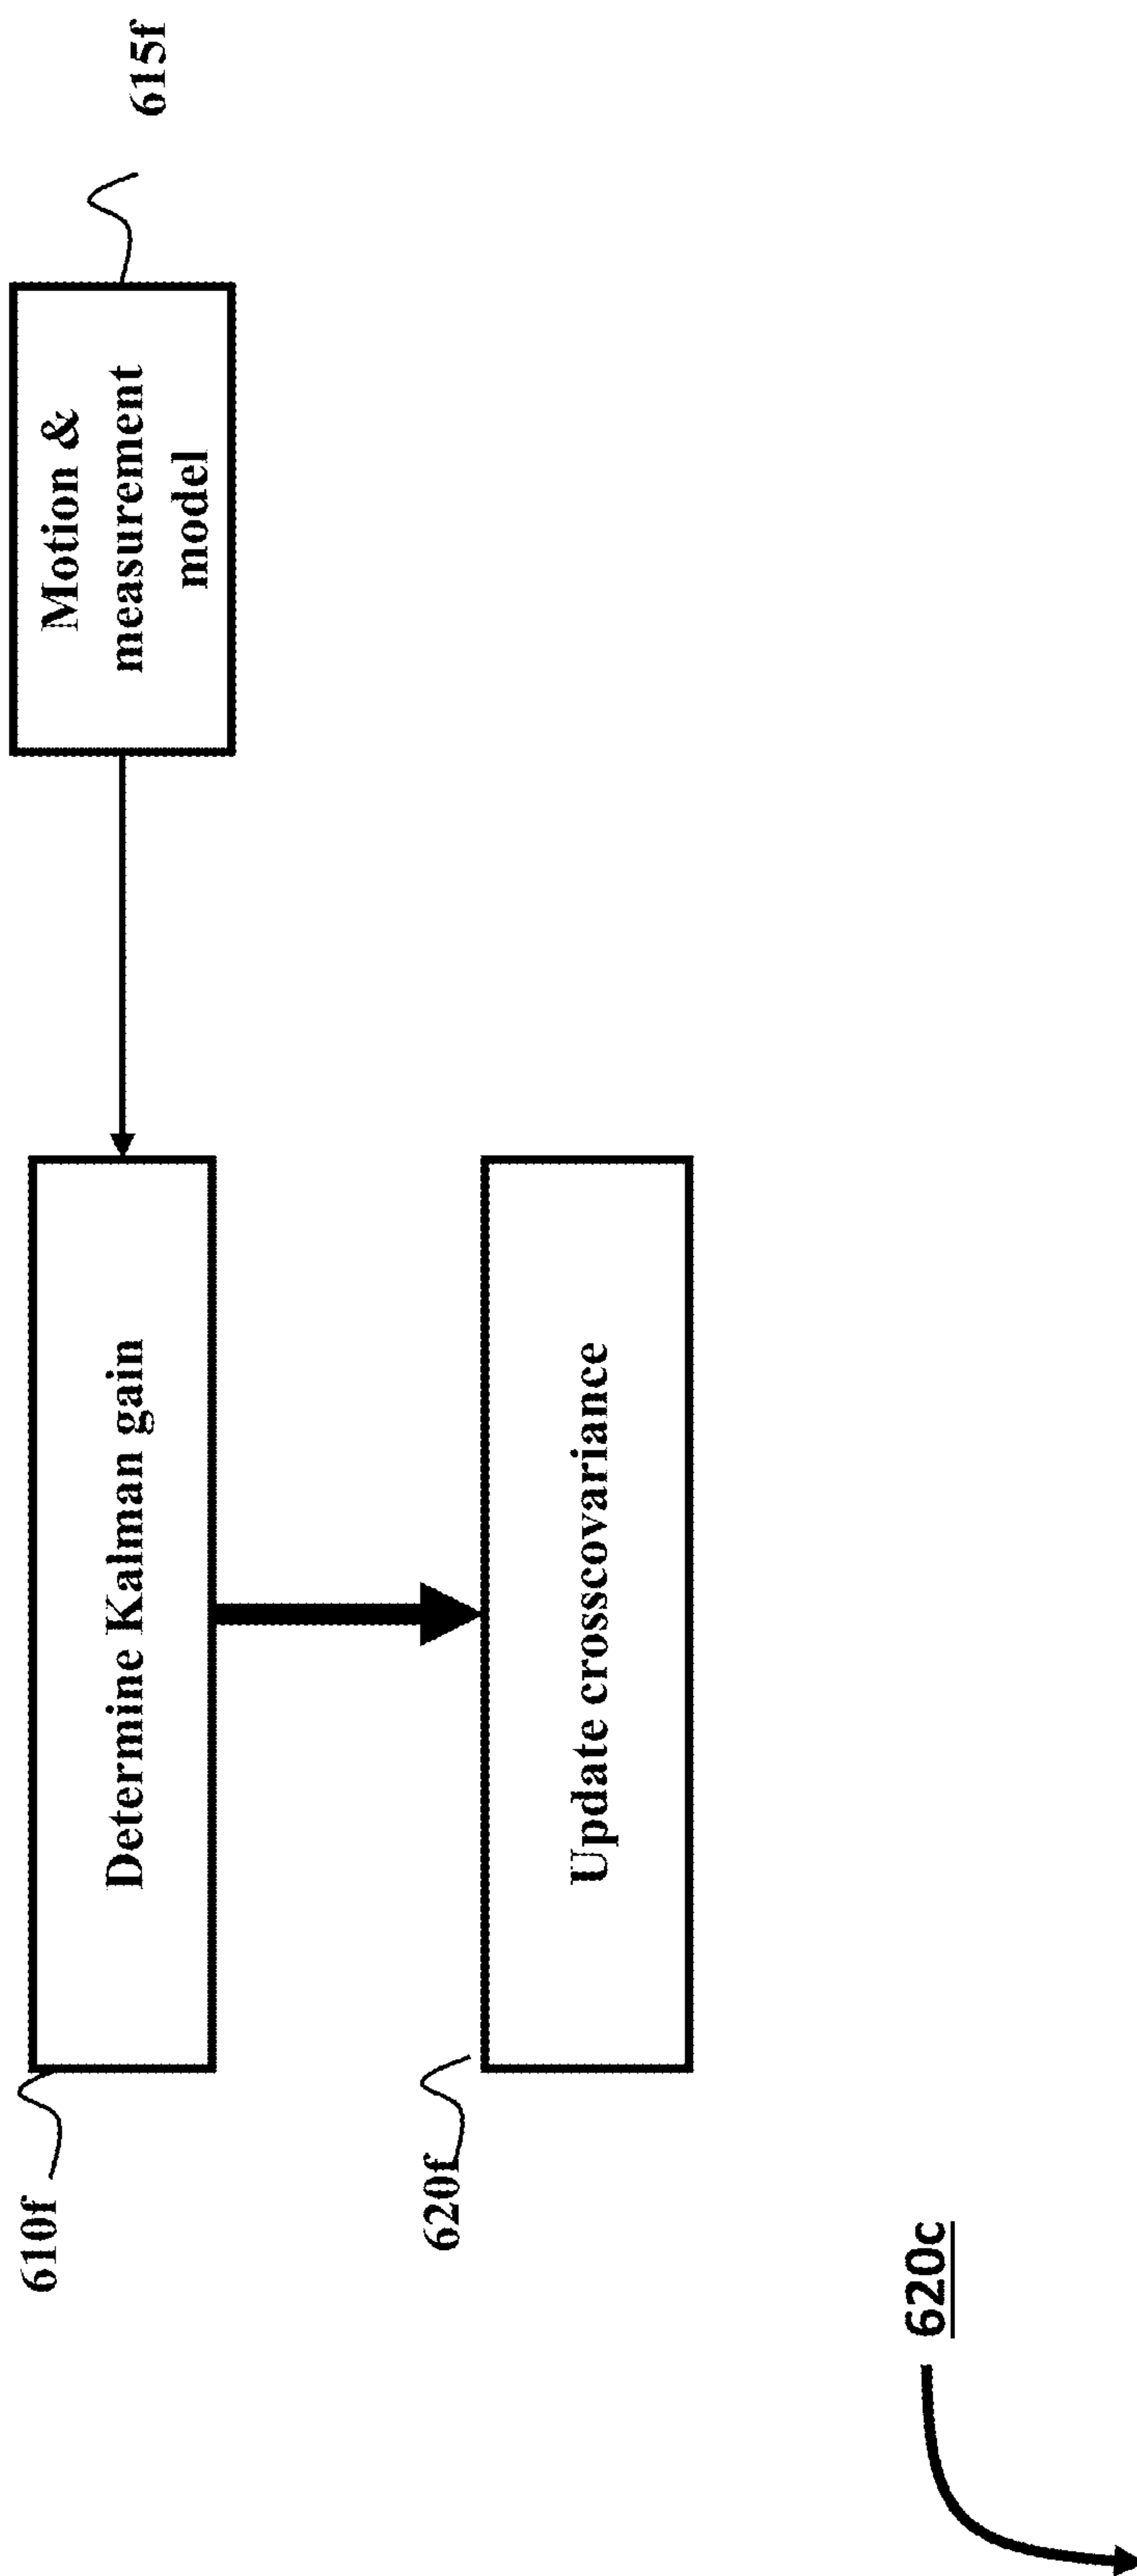 610f
Determine Kalman gain
Motion &
measurement
model
615f
620f
Update crosscovariance
620c